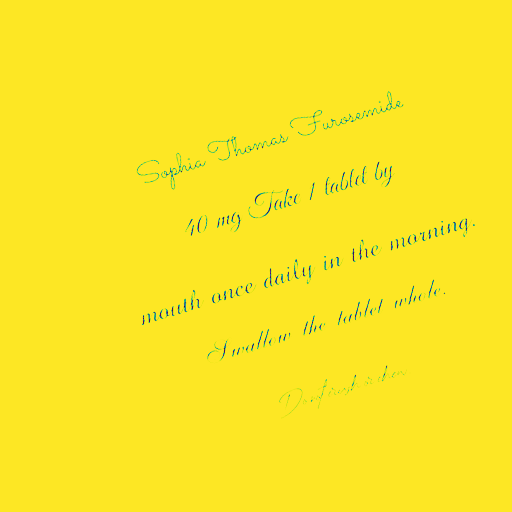 Sophia Thomas Furosemide
40 mg Take 1 tablet by
mouth once daily in the morning.
Swallow the tablet whole.